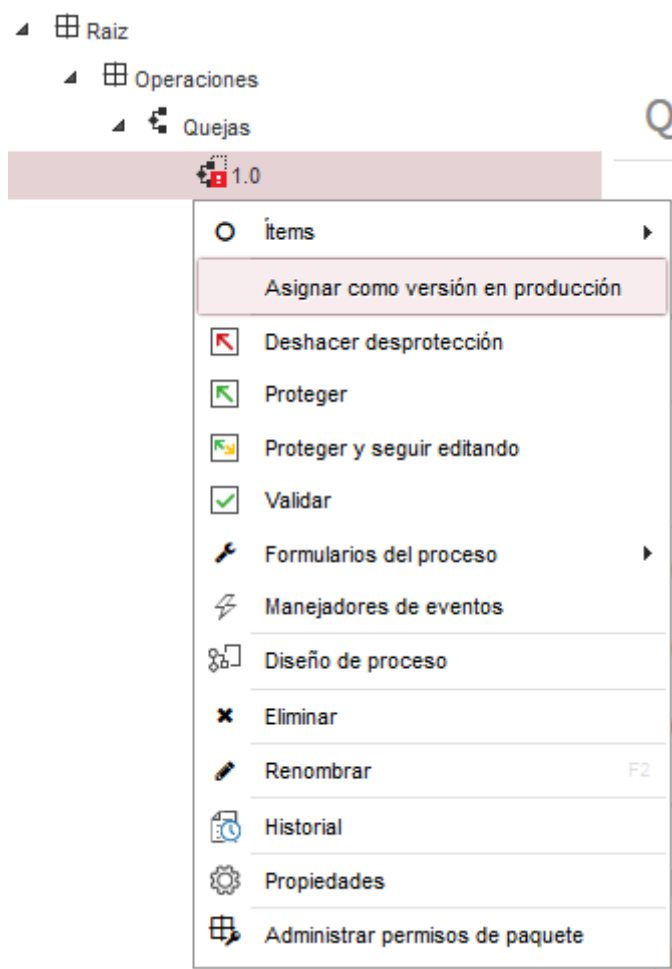 Raiz
Operaciones
Quejas
Q
1.0
Ítems
Asignar como versión en producción
Deshacer desprotección
Proteger
Proteger y seguir editando
Validar
Formularios del proceso
Manejadores de eventos
Diseño de proceso
Eliminar
Renombrar F2
Historial
Propiedades
Administrar permisos de paquete